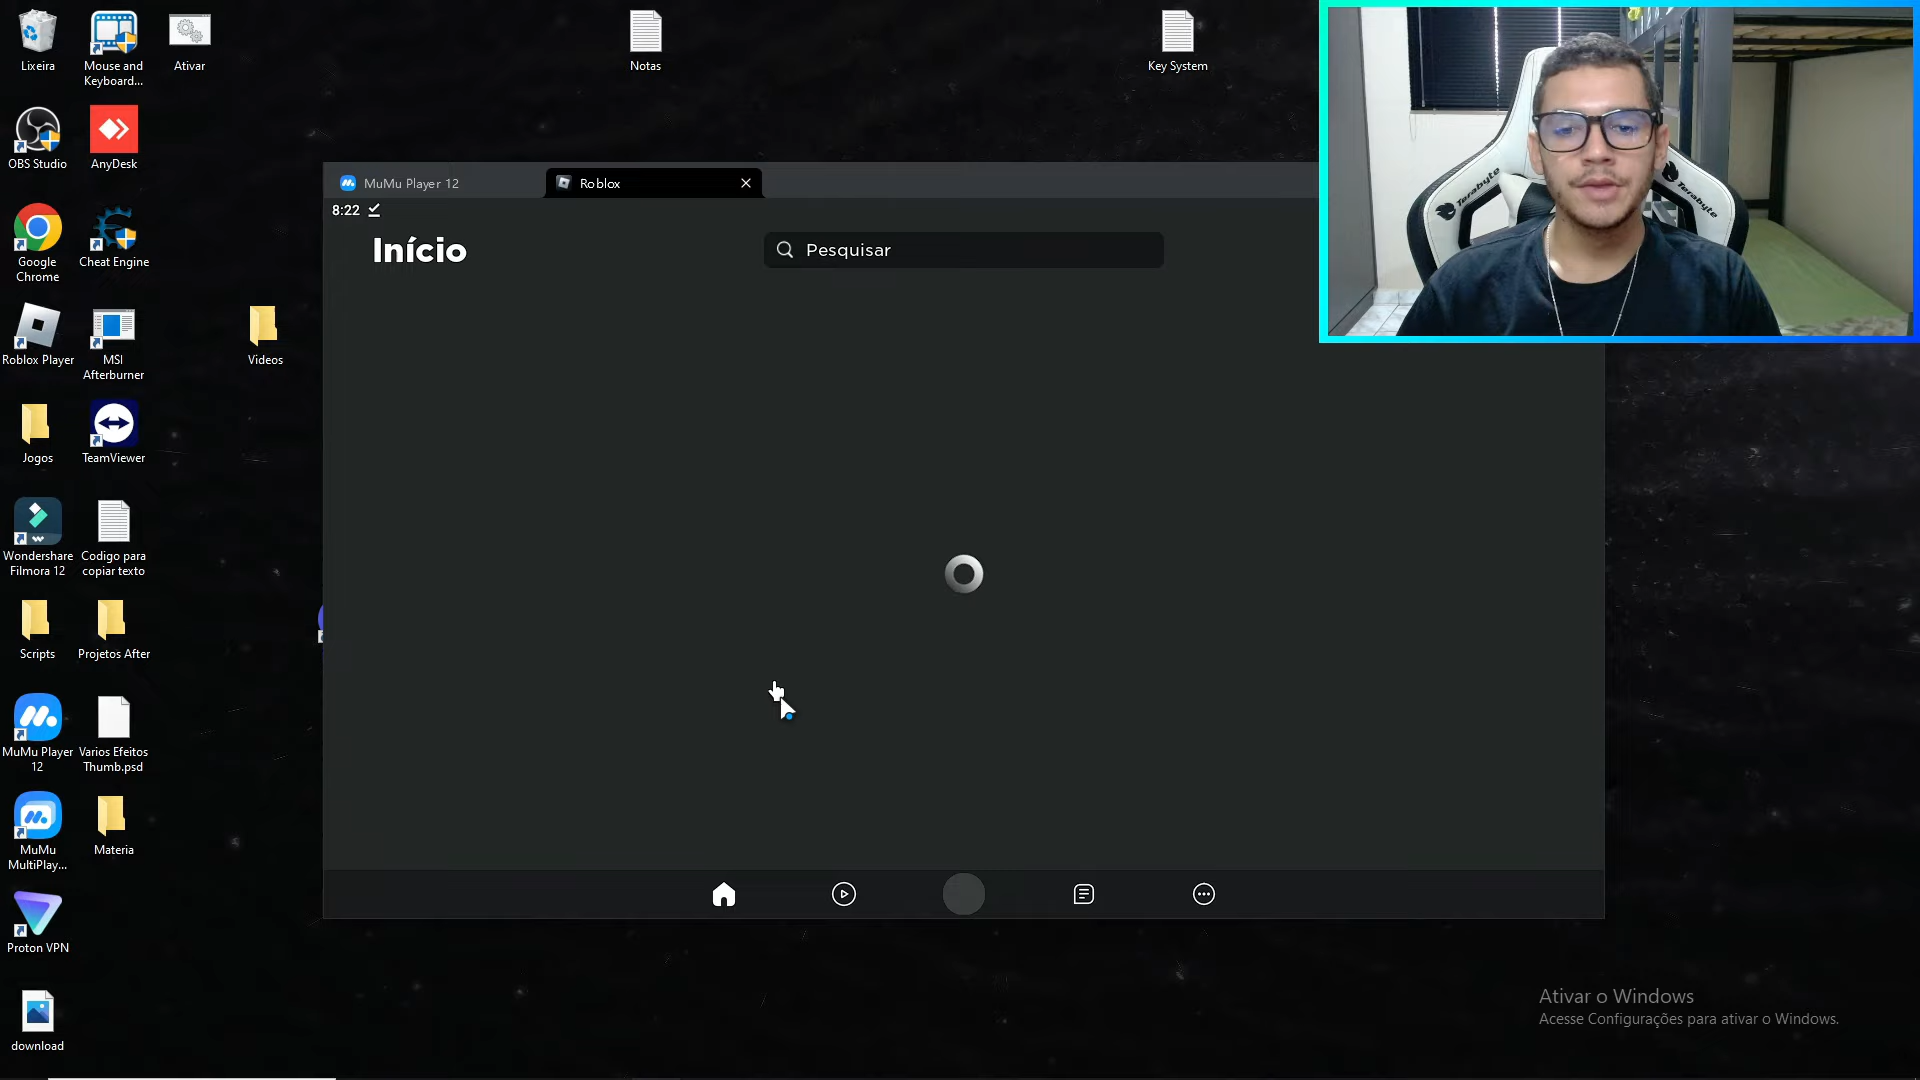 Lixeira
Mouse and
Keyboard...
Ativar
Notas
Key System
OBS Studio
AnyDesk
Google
Chrome
Cheat Engine
Roblox Player
MSI
Afterburner
Videos
Jogos
TeamViewer
Wondershare
Filmora 12
Codigo para
copiar texto
Scripts
Projetos After
MuMu Player
12
Varios Efeitos
Thumb.psd
MuMu
MultiPlay...
Materia
Proton VPN
download
MuMu Player 12
Roblox
8:22
Início
Pesquisar
Terabyte
Terabyte
Ativar o Windows
Acesse Configurações para ativar o Windows.